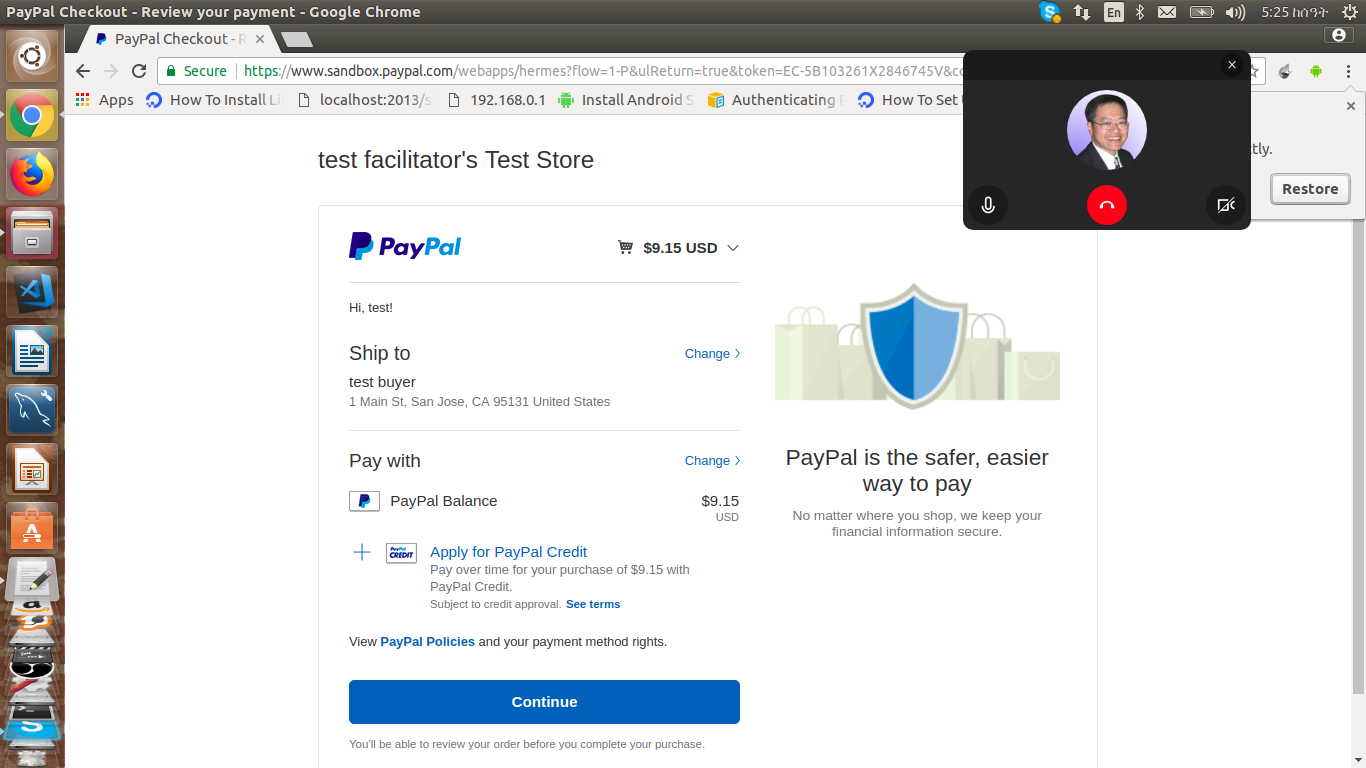 PayPal Checkout - Review your payment - Google Chrome
En
5:25 ከሰዓት
PayPal Checkout - R
Secure
https://www.sandbox.paypal.com/webapps/hermes?flow=1-P&ulReturn=true&token=EC-5B103261X2846745V&co
Apps
How To Install Li
localhost:2013/s
192.168.0.1
Install Android S
Authenticating P
How To Set U
tly.
Restore
test facilitator's Test Store
PayPal
$9.15 USD
Hi, test!
Ship to
Change
test buyer
1 Main St, San Jose, CA 95131 United States
Pay with
Change
PayPal Balance
$9.15
USD
PayPal
CREDIT
Apply for PayPal Credit
Pay over time for your purchase of $9.15 with
PayPal Credit.
Subject to credit approval. See terms
View PayPal Policies and your payment method rights.
Continue
You'll be able to review your order before you complete your purchase.
PayPal is the safer, easier
way to pay
No matter where you shop, we keep your
financial information secure.